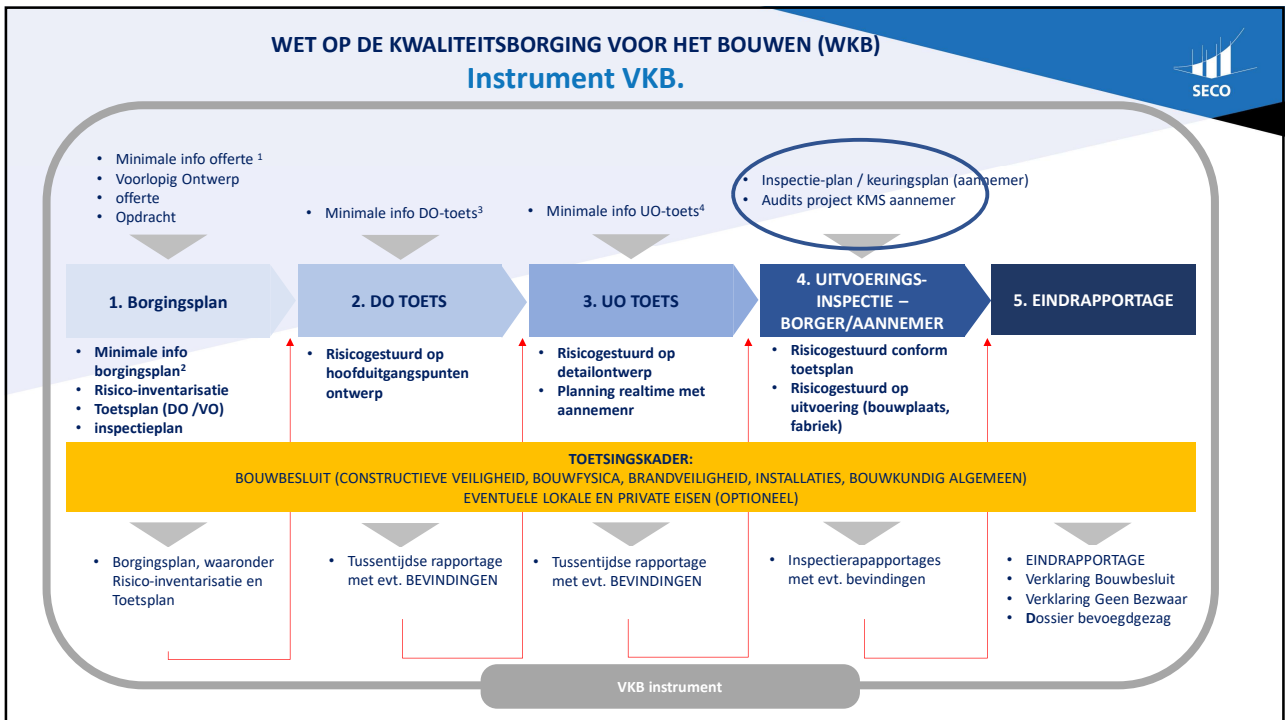 WET OP DE KWALITEITSBORGING VOOR HET BOUWEN (WKB)
Instrument VKB.
SECO
• Minimale info offerte ¹
• Voorlopig Ontwerp
• offerte
• Opdracht
• Minimale info DO-toets³
• Minimale info UO-toets⁴
• Inspectie-plan / keuringsplan (aannemer)
• Audits project KMS aannemer
1. Borgingsplan
2. DO TOETS
3. UO TOETS
4. UITVOERINGS-
INSPECTIE –
BORGER/AANNEMER
5. EINDRAPPORTAGE
• Minimale info
borgingsplan²
• Risico-inventarisatie
• Toetsplan (DO /VO)
• inspectieplan
• Risicogestuurd op
hoofduitgangspunten
ontwerp
• Risicogestuurd op
detailontwerp
• Planning realtime met
aannemenr
• Risicogestuurd conform
toetsplan
• Risicogestuurd op
uitvoering (bouwplaats,
fabriek)
TOETSINGSKADER:
BOUWBESLUIT (CONSTRUCTIEVE VEILIGHEID, BOUWFYSICA, BRANDVEILIGHEID, INSTALLATIES, BOUWKUNDIG ALGEMEEN)
EVENTUELE LOKALE EN PRIVATE EISEN (OPTIONEEL)
• Borgingsplan, waaronder
Risico-inventarisatie en
Toetsplan
• Tussentijdse rapportage
met evt. BEVINDINGEN
• Tussentijdse rapportage
met evt. BEVINDINGEN
• Inspectierapapportages
met evt. bevindingen
• EINDRAPPORTAGE
• Verklaring Bouwbesluit
• Verklaring Geen Bezwaar
• Dossier bevoegdgezag
VKB instrument